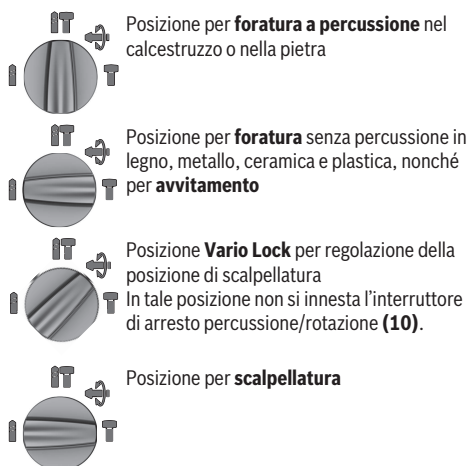 Posizione per foratura a percussione nel
calcestruzzo o nella pietra
Posizione per foratura senza percussione in
legno, metallo, ceramica e plastica, nonché
per avvitamento
Posizione Vario Lock per regolazione della
posizione di scalpellatura
In tale posizione non si innesta l'interruttore
di arresto percussione/rotazione (10).
Posizione per scalpellatura